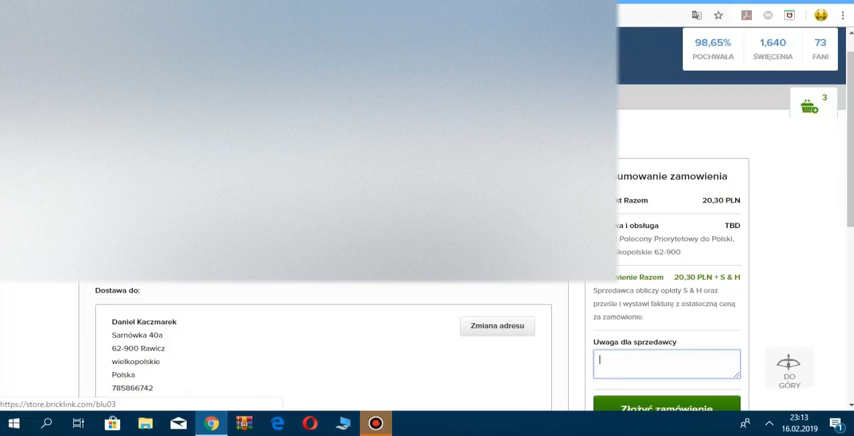 98,65% 1,640 73
POCHWAŁA ŚWIĘCENIA FANI
3
umowanie zamówienia
kt Razem 20,30 PLN
ka i obsługa TBD
Polecony Priorytetowy do Polski,
lkopolskie 62-900
wienie Razem 20,30 PLN + S & H
Sprzedawca obliczy opłaty S & H oraz
prześle i wystawi fakturę z ostateczną ceną
za zamówienie.
Uwaga dla sprzedawcy
Złożyć zamówienie
DO
GÓRY
Dostawa do:
Daniel Kaczmarek
Sarnówka 40a
62-900 Rawicz
wielkopolskie
Polska
785866742
Zmiana adresu
https://store.bricklink.com/blu03
23:13
16.02.2019
1